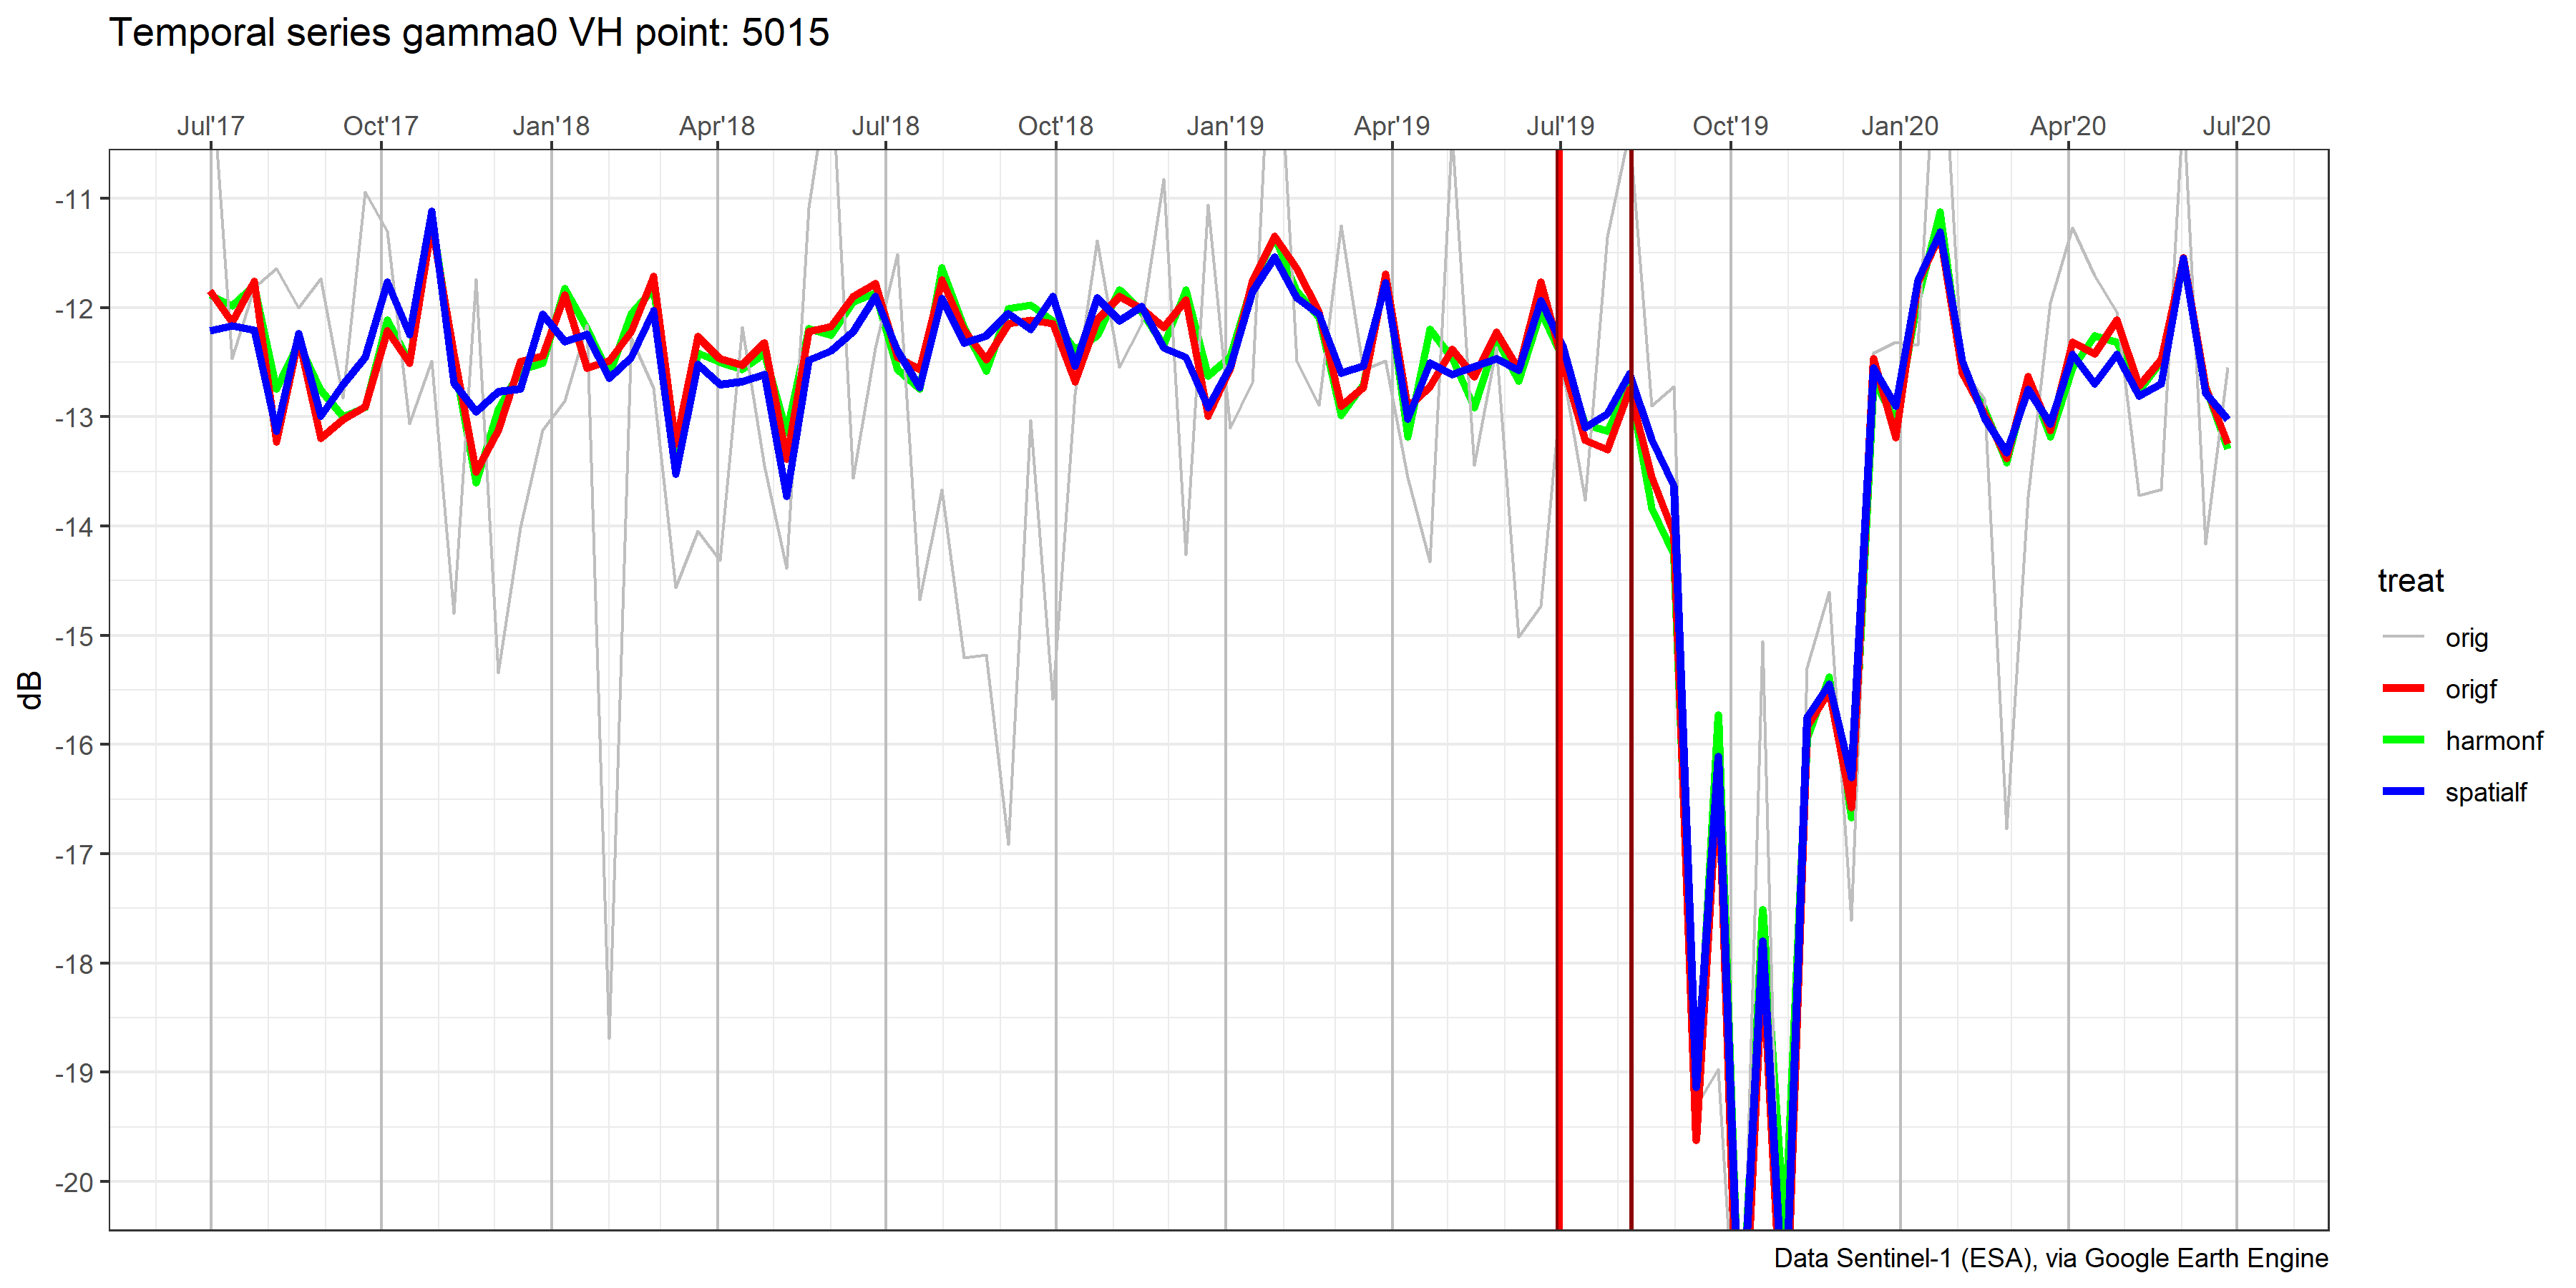 Temporal series gamma0 VH point: 5015
Jul'17 Oct'17 Jan'18 Apr'18 Jul'18 Oct'18 Jan'19 Apr'19 Jul'19 Oct'19 Jan'20 Apr'20 Jul'20
-11
-12
-13
-14
-15
-16
-17
-18
-19
-20
dB
treat
orig
origf
harmonf
spatialf
Data Sentinel-1 (ESA), via Google Earth Engine